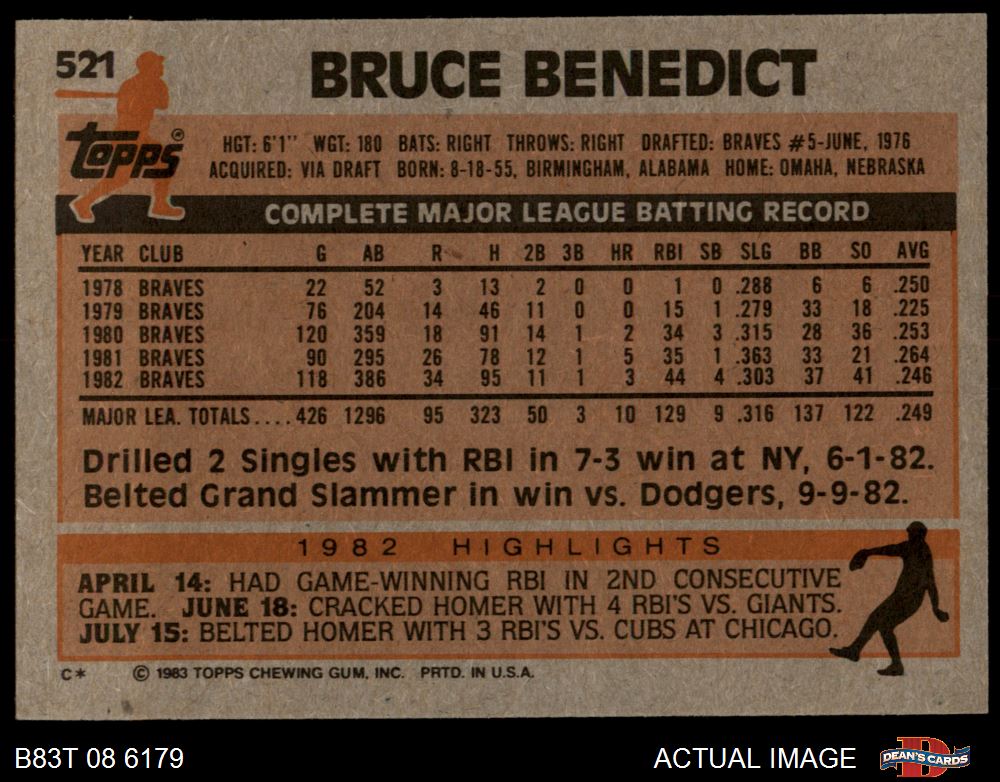 521
BRUCE BENEDICT
Topps®
HGT: 6'1" WGT: 180 BATS: RIGHT THROWS: RIGHT DRAFTED: BRAVES #5-JUNE, 1976
ACQUIRED: VIA DRAFT BORN: 8-18-55, BIRMINGHAM, ALABAMA HOME: OMAHA, NEBRASKA
COMPLETE MAJOR LEAGUE BATTING RECORD
YEAR CLUB G AB R H 2B 3B HR RBI SB SLG BB SO AVG
1978 BRAVES 22 52 3 13 2 0 0 1 0 .288 6 6 .250
1979 BRAVES 76 204 14 46 11 0 0 15 1 .279 33 18 .225
1980 BRAVES 120 359 18 91 14 1 2 34 3 .315 28 36 .253
1981 BRAVES 90 295 26 78 12 1 5 35 1 .363 33 21 .264
1982 BRAVES 118 386 34 95 11 1 3 44 4 .303 37 41 .246
MAJOR LEA. TOTALS.... 426 1296 95 323 50 3 10 129 9 .316 137 122 .249
Drilled 2 Singles with RBI in 7-3 win at NY, 6-1-82.
Belted Grand Slammer in win vs. Dodgers, 9-9-82.
1982 HIGHLIGHTS
APRIL 14: HAD GAME-WINNING RBI IN 2ND CONSECUTIVE
GAME. JUNE 18: CRACKED HOMER WITH 4 RBI'S VS. GIANTS.
JULY 15: BELTED HOMER WITH 3 RBI'S VS. CUBS AT CHICAGO.
C* © 1983 TOPPS CHEWING GUM, INC. PRTD. IN U.S.A.
B83T 08 6179
ACTUAL IMAGE
D
DEAN'S CARDS